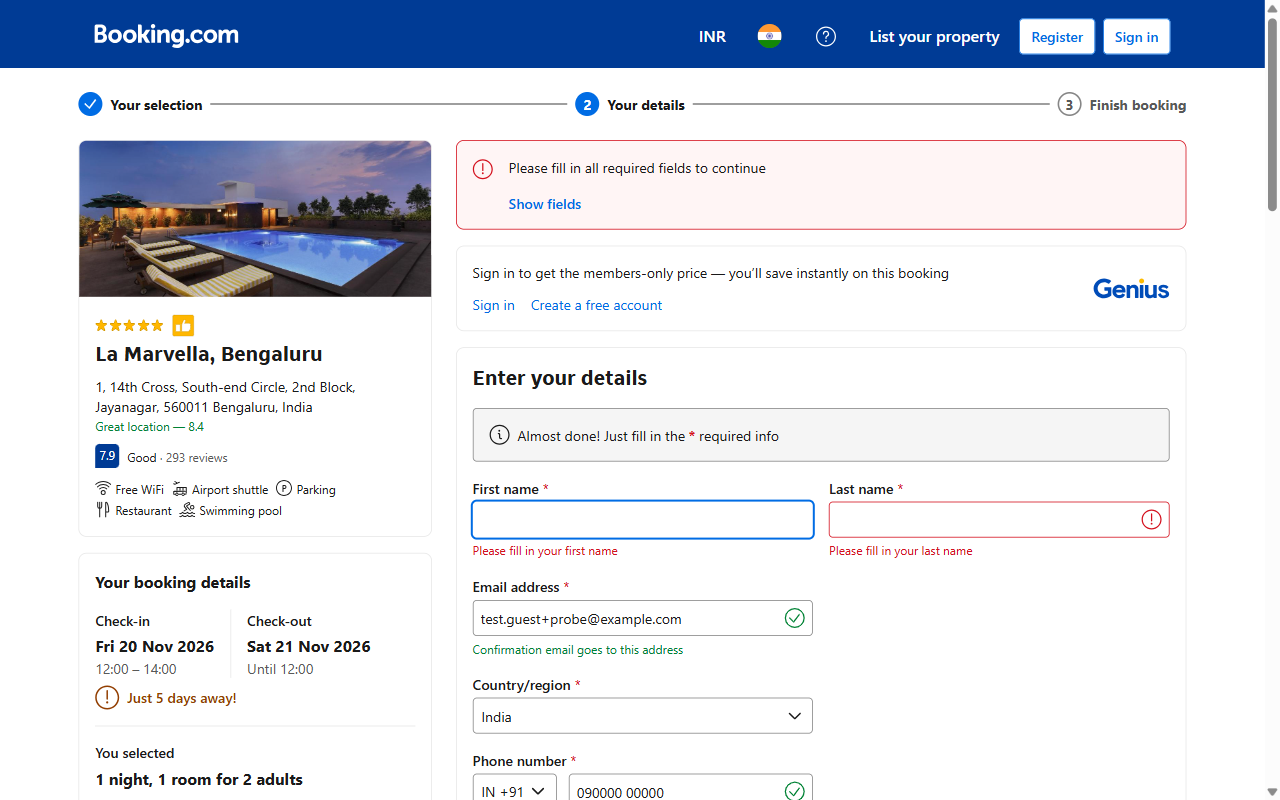 Booking.com
INR
List your property
Register
Sign in
Your selection
2 Your details
3 Finish booking
La Marvella, Bengaluru
1, 14th Cross, South-end Circle, 2nd Block,
Jayanagar, 560011 Bengaluru, India
Great location — 8.4
7.9 Good · 293 reviews
Free WiFi Airport shuttle Parking
Restaurant Swimming pool
Your booking details
Check-in Check-out
Fri 20 Nov 2026 Sat 21 Nov 2026
12:00 – 14:00 Until 12:00
Just 5 days away!
You selected
1 night, 1 room for 2 adults
Please fill in all required fields to continue
Show fields
Sign in to get the members-only price — you'll save instantly on this booking
Sign in Create a free account
Genius
Enter your details
Almost done! Just fill in the * required info
First name * Last name *
Please fill in your first name Please fill in your last name
Email address *
test.guest+probe@example.com
Confirmation email goes to this address
Country/region *
India
Phone number *
IN +91 090000 00000